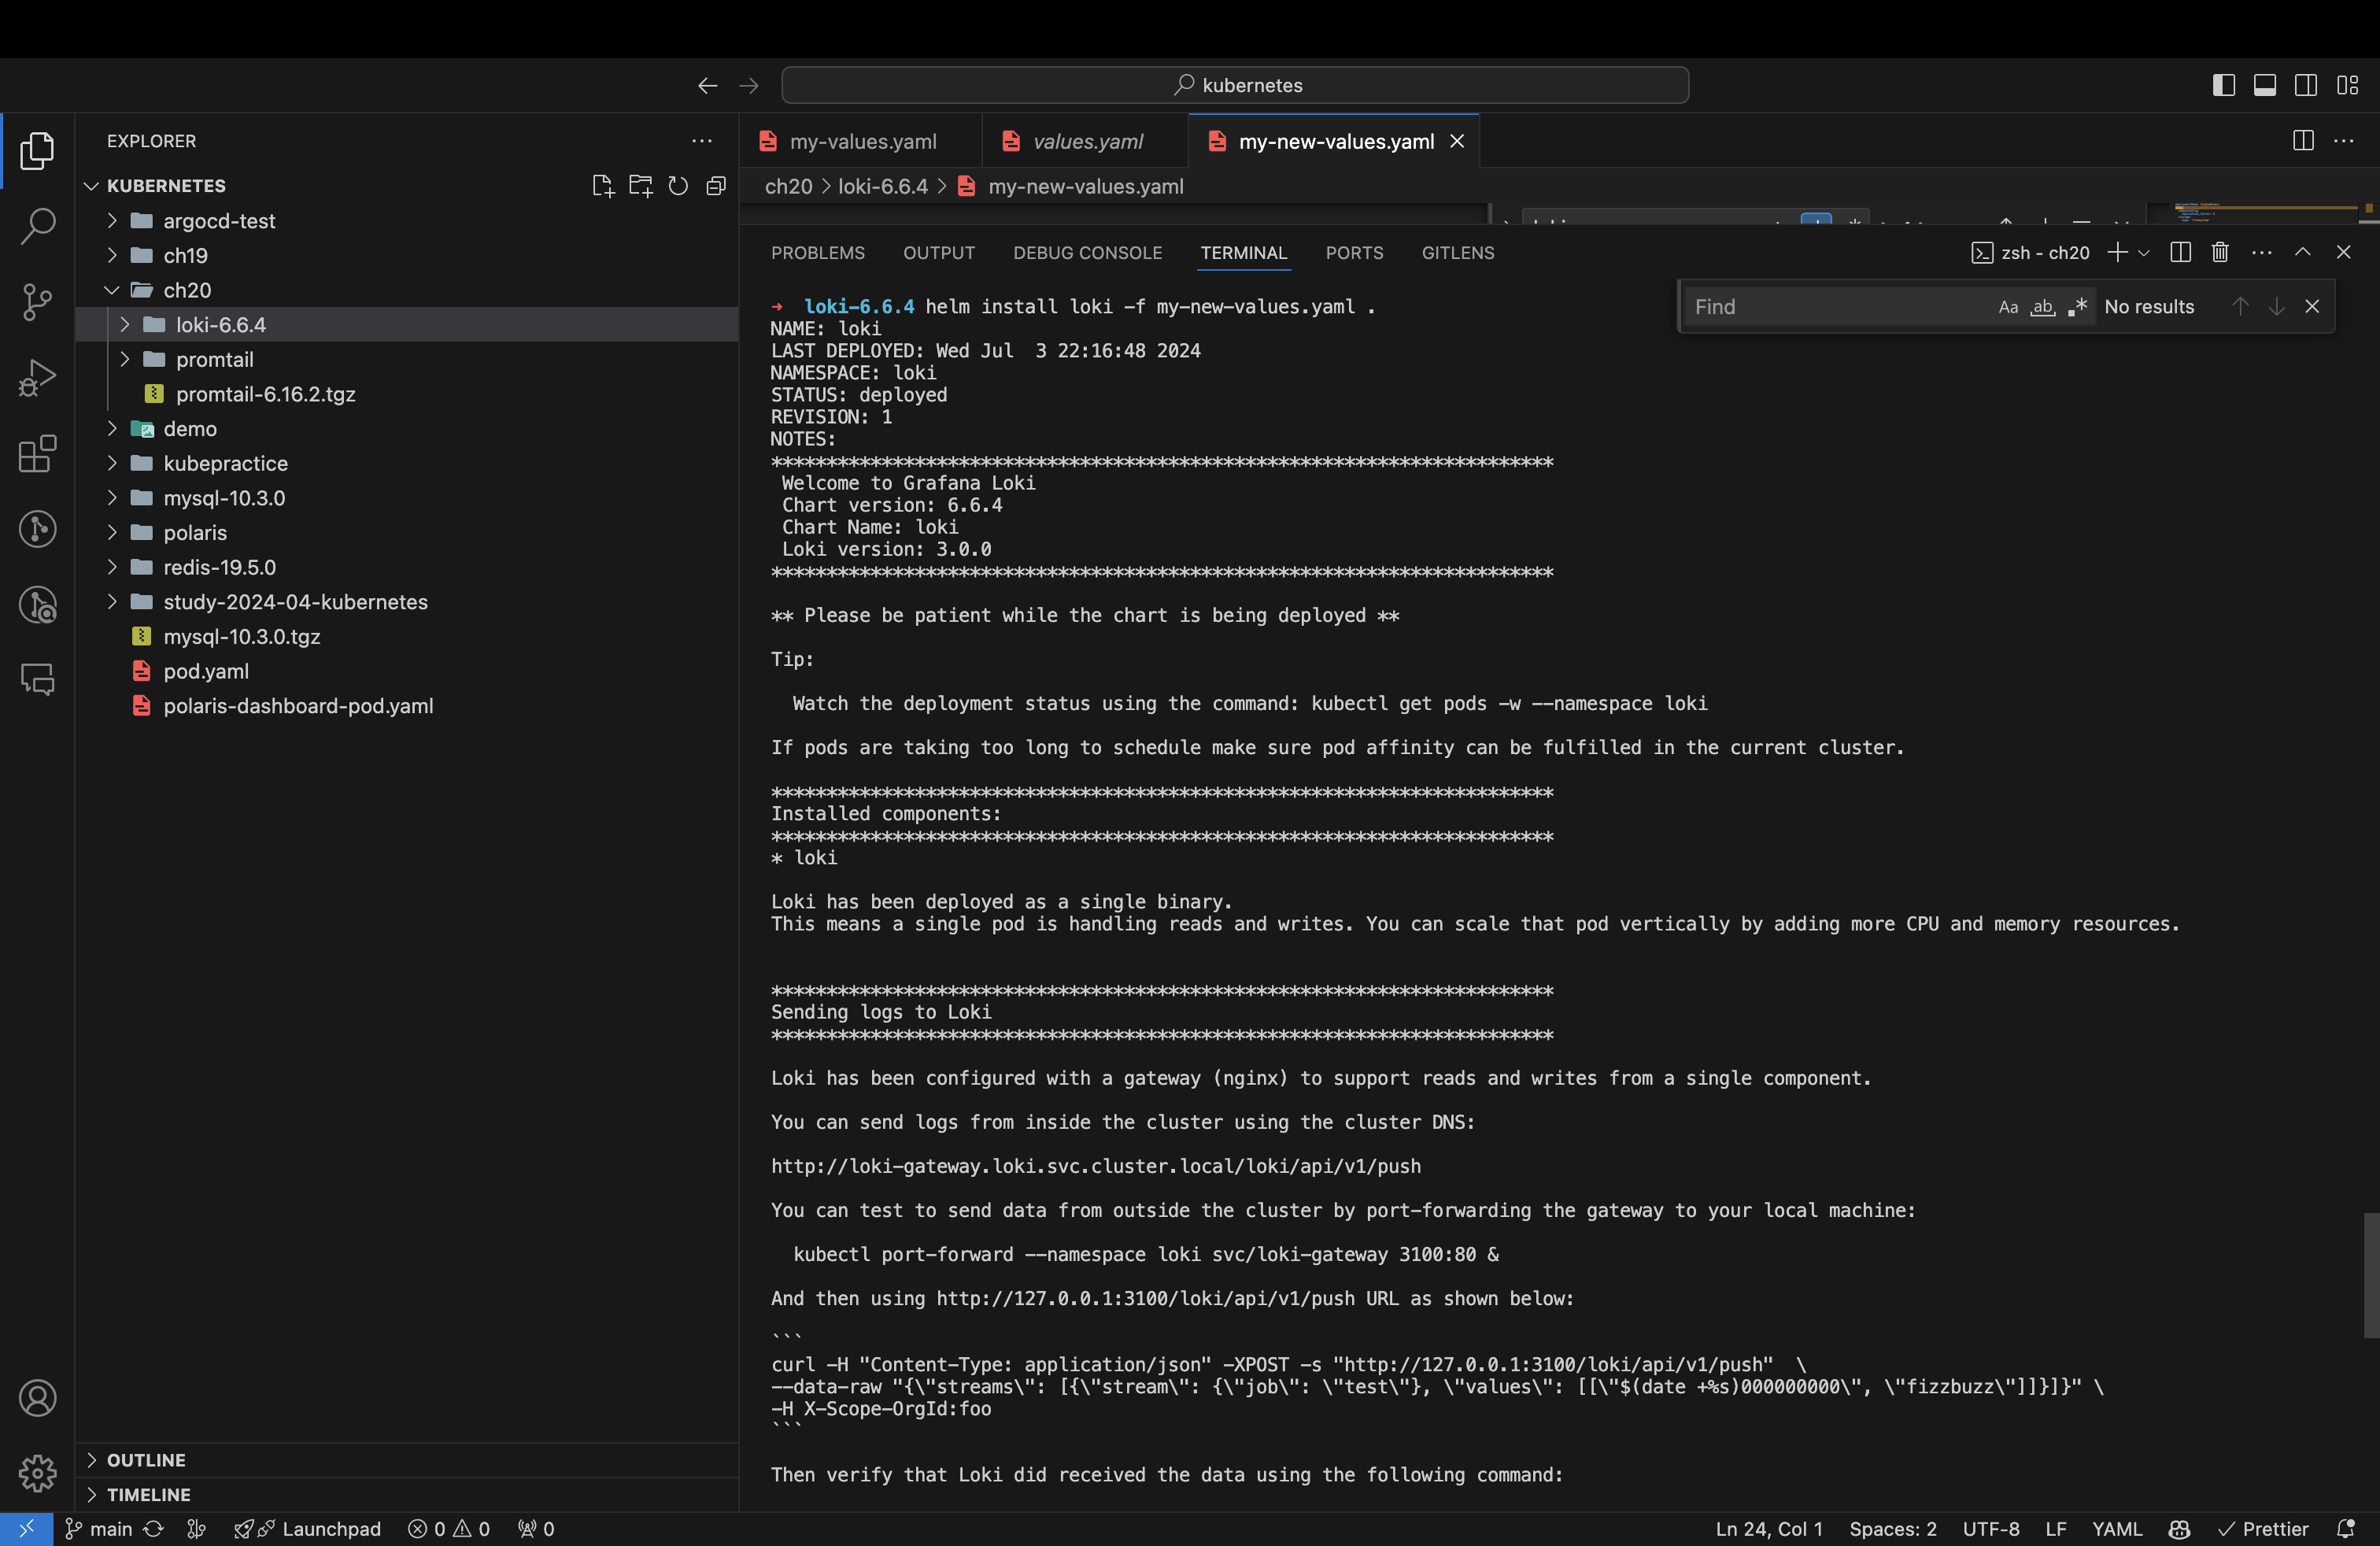 kubernetes
EXPLORER
KUBERNETES
argocd-test
ch19
ch20
loki-6.6.4
promtail
promtail-6.16.2.tgz
demo
kubepractice
mysql-10.3.0
polaris
redis-19.5.0
study-2024-04-kubernetes
mysql-10.3.0.tgz
pod.yaml
polaris-dashboard-pod.yaml
OUTLINE
TIMELINE
my-values.yaml
values.yaml
my-new-values.yaml
ch20 > loki-6.6.4 > my-new-values.yaml
PROBLEMS OUTPUT DEBUG CONSOLE TERMINAL PORTS GITLENS
zsh - ch20
Find Aa ab .* No results
→ loki-6.6.4 helm install loki -f my-new-values.yaml .
NAME: loki
LAST DEPLOYED: Wed Jul  3 22:16:48 2024
NAMESPACE: loki
STATUS: deployed
REVISION: 1
NOTES:
***********************************************************************
 Welcome to Grafana Loki
 Chart version: 6.6.4
 Chart Name: loki
 Loki version: 3.0.0
***********************************************************************
** Please be patient while the chart is being deployed **
Tip:
  Watch the deployment status using the command: kubectl get pods -w --namespace loki
If pods are taking too long to schedule make sure pod affinity can be fulfilled in the current cluster.
***********************************************************************
Installed components:
***********************************************************************
* loki
Loki has been deployed as a single binary.
This means a single pod is handling reads and writes. You can scale that pod vertically by adding more CPU and memory resources.
***********************************************************************
Sending logs to Loki
***********************************************************************
Loki has been configured with a gateway (nginx) to support reads and writes from a single component.
You can send logs from inside the cluster using the cluster DNS:
http://loki-gateway.loki.svc.cluster.local/loki/api/v1/push
You can test to send data from outside the cluster by port-forwarding the gateway to your local machine:
  kubectl port-forward --namespace loki svc/loki-gateway 3100:80 &
And then using http://127.0.0.1:3100/loki/api/v1/push URL as shown below:
```
curl -H "Content-Type: application/json" -XPOST -s "http://127.0.0.1:3100/loki/api/v1/push"  \
--data-raw "{\"streams\": [{\"stream\": {\"job\": \"test\"}, \"values\": [[\"$(date +%s)000000000\", \"fizzbuzz\"]]}]}" \
-H X-Scope-OrgId:foo
```
Then verify that Loki did received the data using the following command:
main Launchpad 0 0 0 Ln 24, Col 1 Spaces: 2 UTF-8 LF YAML Prettier